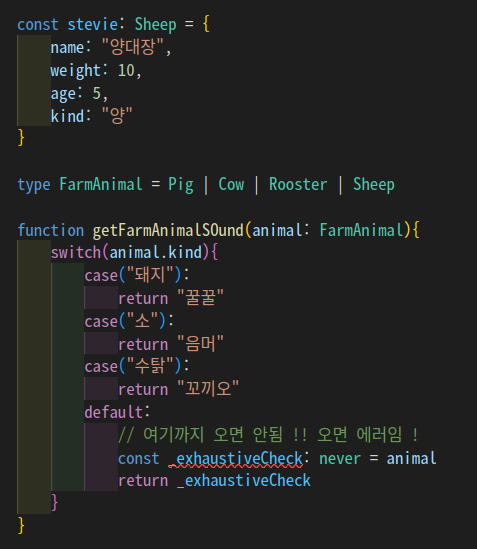 const stevie: Sheep = {
    name: "양대장",
    weight: 10,
    age: 5,
    kind: "양"
}

type FarmAnimal = Pig | Cow | Rooster | Sheep

function getFarmAnimalSOund(animal: FarmAnimal){
    switch(animal.kind){
        case("돼지"):
            return "꿀꿀"
        case("소"):
            return "음머"
        case("수탉"):
            return "꼬끼오"
        default:
            // 여기까지 오면 안됨 !! 오면 에러임 !
            const _exhaustiveCheck: never = animal
            return _exhaustiveCheck
    }
}